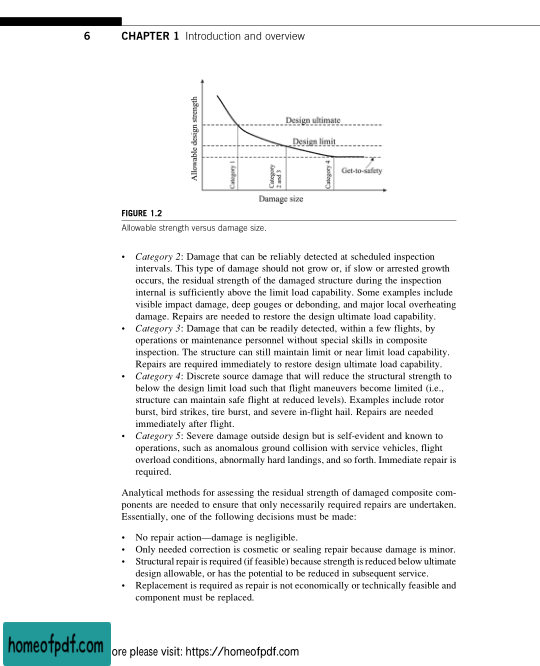 6 CHAPTER 1 Introduction and overview
Allowable design strength
Design ultimate
Design limit
Get-to-safety
Category 1
Category
2 and 3
Category 4
Damage size
FIGURE 1.2
Allowable strength versus damage size.
• Category 2: Damage that can be reliably detected at scheduled inspection
intervals. This type of damage should not grow or, if slow or arrested growth
occurs, the residual strength of the damaged structure during the inspection
internal is sufficiently above the limit load capability. Some examples include
visible impact damage, deep gouges or debonding, and major local overheating
damage. Repairs are needed to restore the design ultimate load capability.
• Category 3: Damage that can be readily detected, within a few flights, by
operations or maintenance personnel without special skills in composite
inspection. The structure can still maintain limit or near limit load capability.
Repairs are required immediately to restore design ultimate load capability.
• Category 4: Discrete source damage that will reduce the structural strength to
below the design limit load such that flight maneuvers become limited (i.e.,
structure can maintain safe flight at reduced levels). Examples include rotor
burst, bird strikes, tire burst, and severe in-flight hail. Repairs are needed
immediately after flight.
• Category 5: Severe damage outside design but is self-evident and known to
operations, such as anomalous ground collision with service vehicles, flight
overload conditions, abnormally hard landings, and so forth. Immediate repair is
required.
Analytical methods for assessing the residual strength of damaged composite com-
ponents are needed to ensure that only necessarily required repairs are undertaken.
Essentially, one of the following decisions must be made:
• No repair action—damage is negligible.
• Only needed correction is cosmetic or sealing repair because damage is minor.
• Structural repair is required (if feasible) because strength is reduced below ultimate
design allowable, or has the potential to be reduced in subsequent service.
• Replacement is required as repair is not economically or technically feasible and
component must be replaced.
homeofpdf.com ore please visit: https://homeofpdf.com